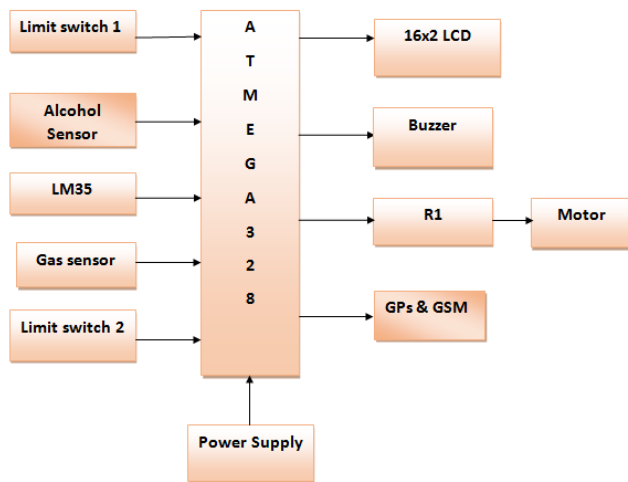 Limit switch 1
Alcohol
Sensor
LM35
Gas sensor
Limit switch 2
A
T
M
E
G
A
3
2
8
16x2 LCD
Buzzer
R1
Motor
GPs & GSM
Power Supply